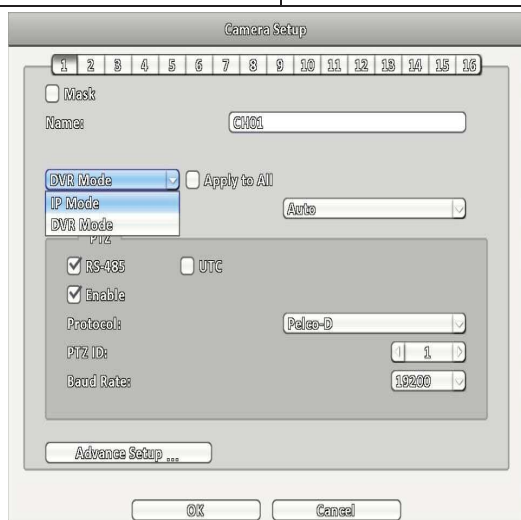 Camera Setup
1 2 3 4 5 6 7 8 9 10 11 12 13 14 15 16
Mask
Name: CH01
DVR Mode Apply to All
IP Mode Auto
DVR Mode
PTZ
RS-485 UTC
Enable
Protocol: Pelco-D
PTZ ID: 1
Baud Rate: 19200
Advance Setup ...
OK Cancel